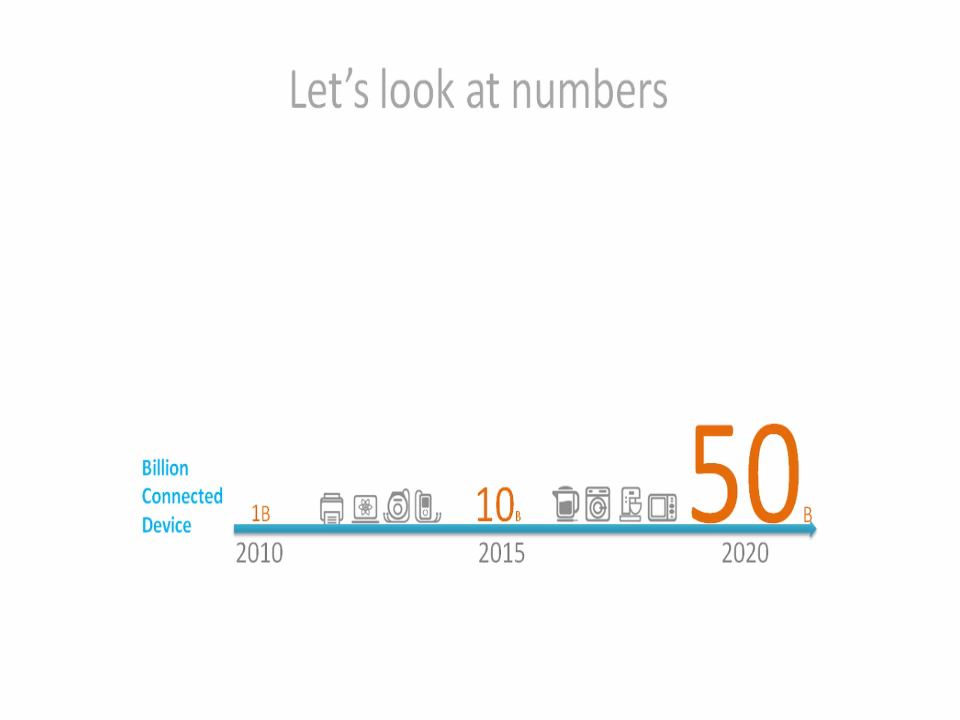 Let's look at numbers
Billion
Connected
Device
1B
10B
50B
2010
2015
2020